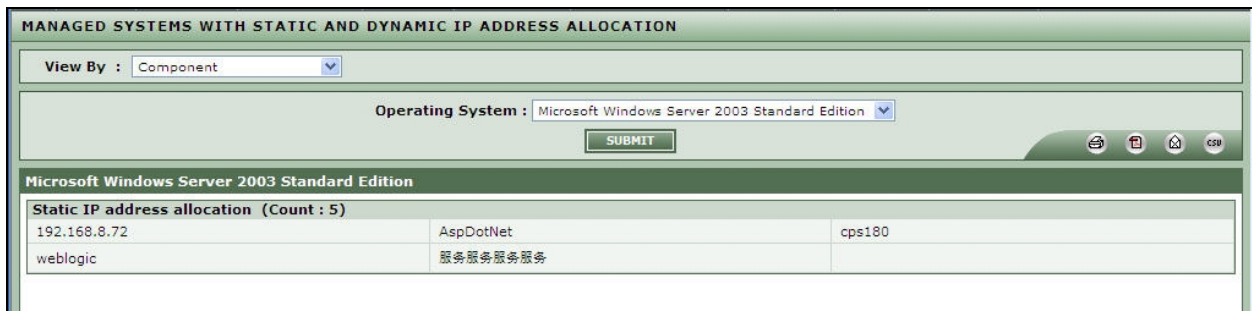 MANAGED SYSTEMS WITH STATIC AND DYNAMIC IP ADDRESS ALLOCATION
View By : Component
Operating System : Microsoft Windows Server 2003 Standard Edition
SUBMIT
CSV
Microsoft Windows Server 2003 Standard Edition
Static IP address allocation (Count : 5)
192.168.8.72 AspDotNet cps180
weblogic 服务服务服务服务